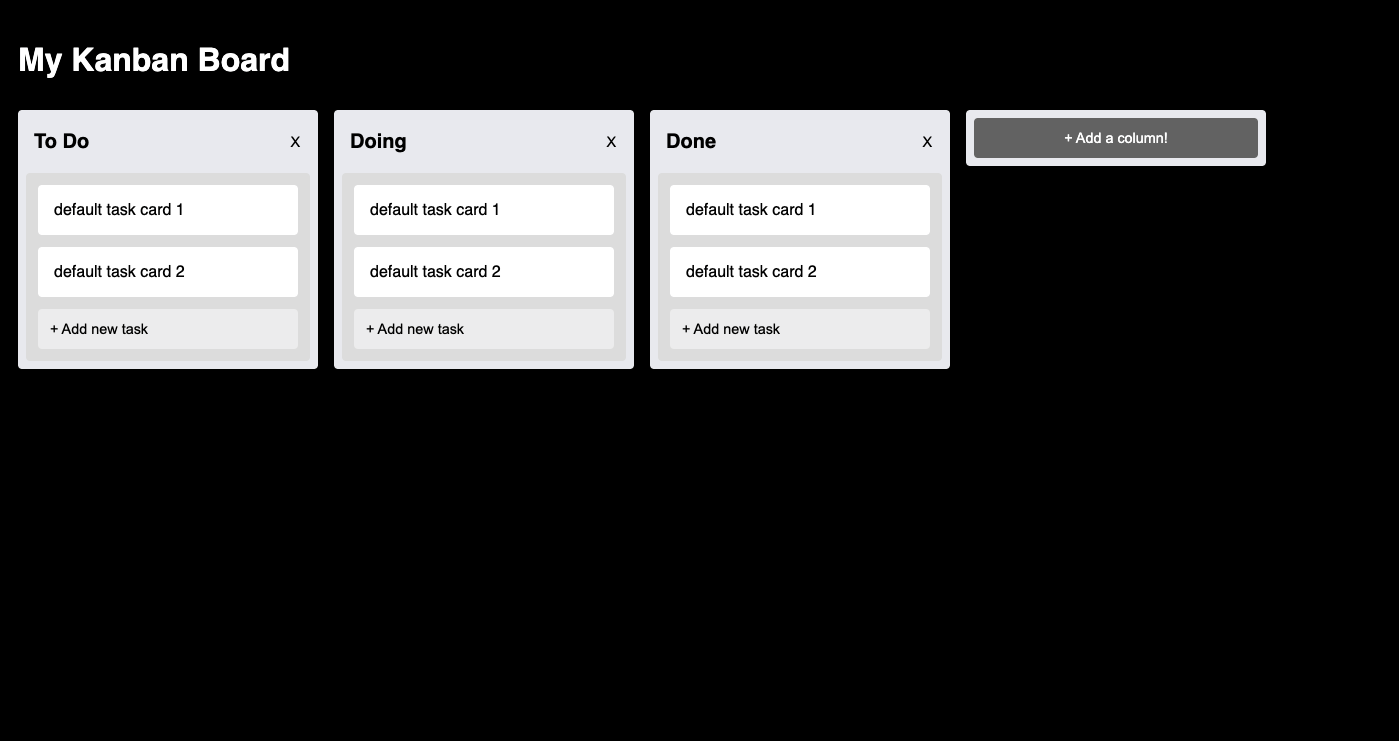 My Kanban Board
To Do
x
default task card 1
default task card 2
+ Add new task
Doing
x
default task card 1
default task card 2
+ Add new task
Done
x
default task card 1
default task card 2
+ Add new task
+ Add a column!